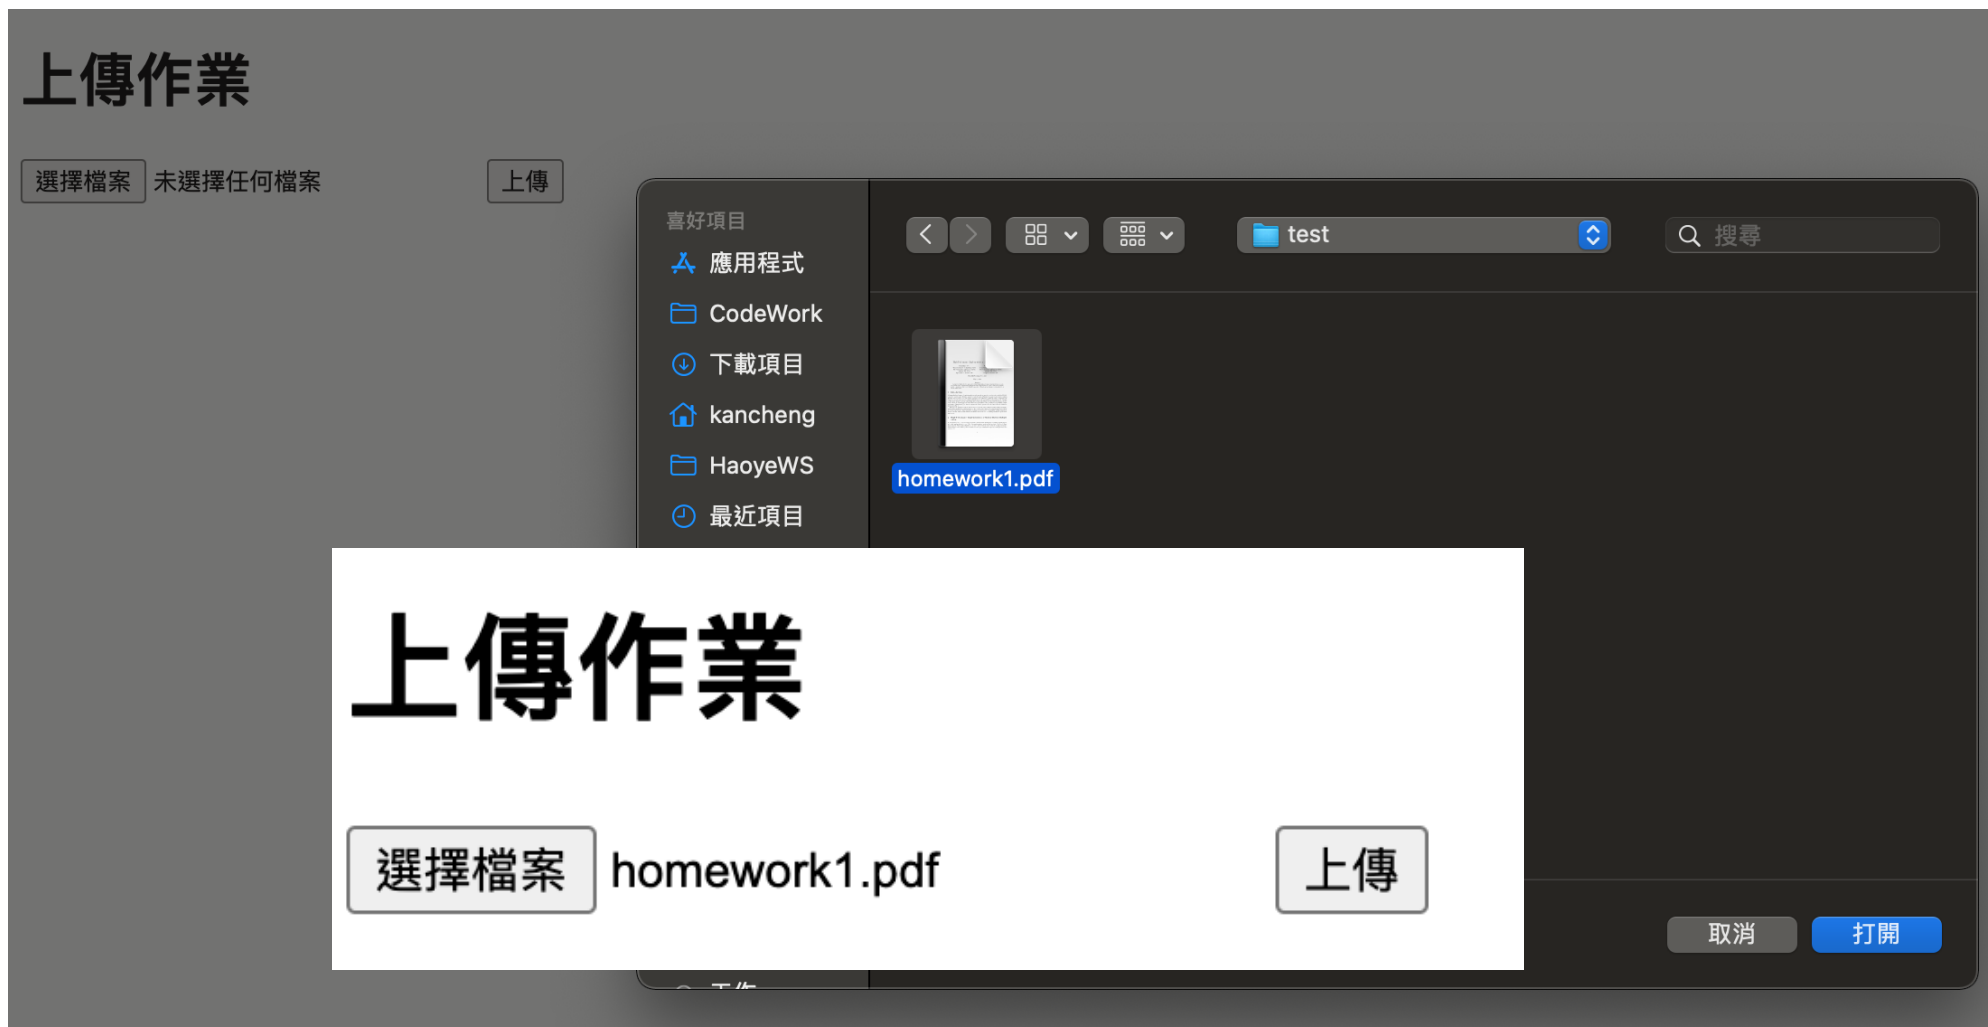 上傳作業
選擇檔案 未選擇任何檔案 上傳
喜好項目
應用程式
CodeWork
下載項目
kancheng
HaoyeWS
最近項目
test
搜尋
homework1.pdf
上傳作業
選擇檔案 homework1.pdf 上傳
取消 打開